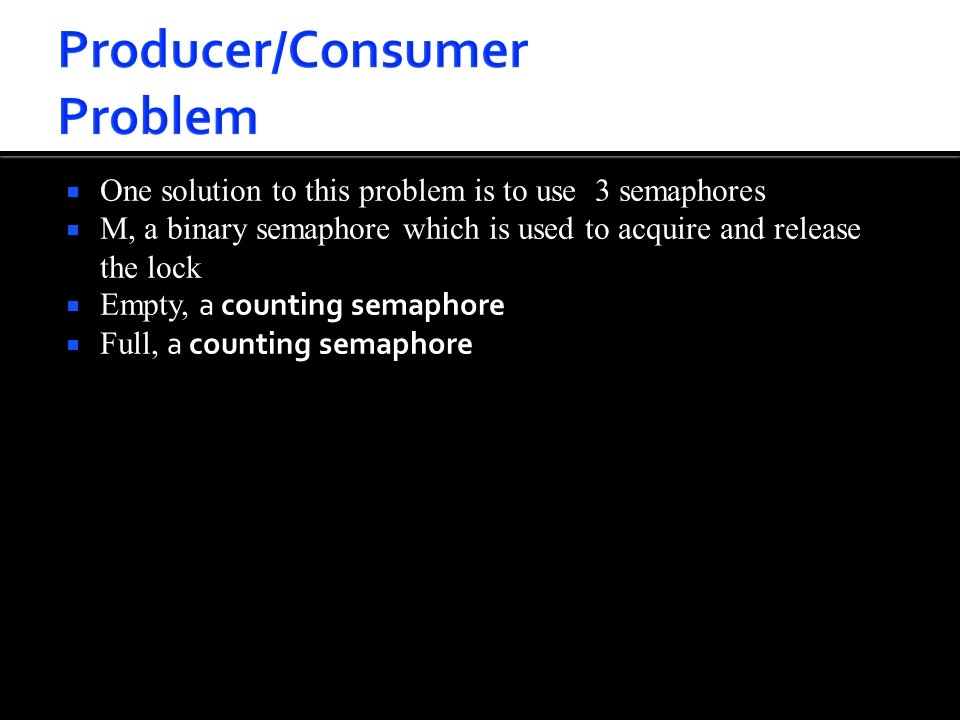 Producer/Consumer
Problem
One solution to this problem is to use 3 semaphores
M, a binary semaphore which is used to acquire and release
the lock
Empty, a counting semaphore
Full, a counting semaphore